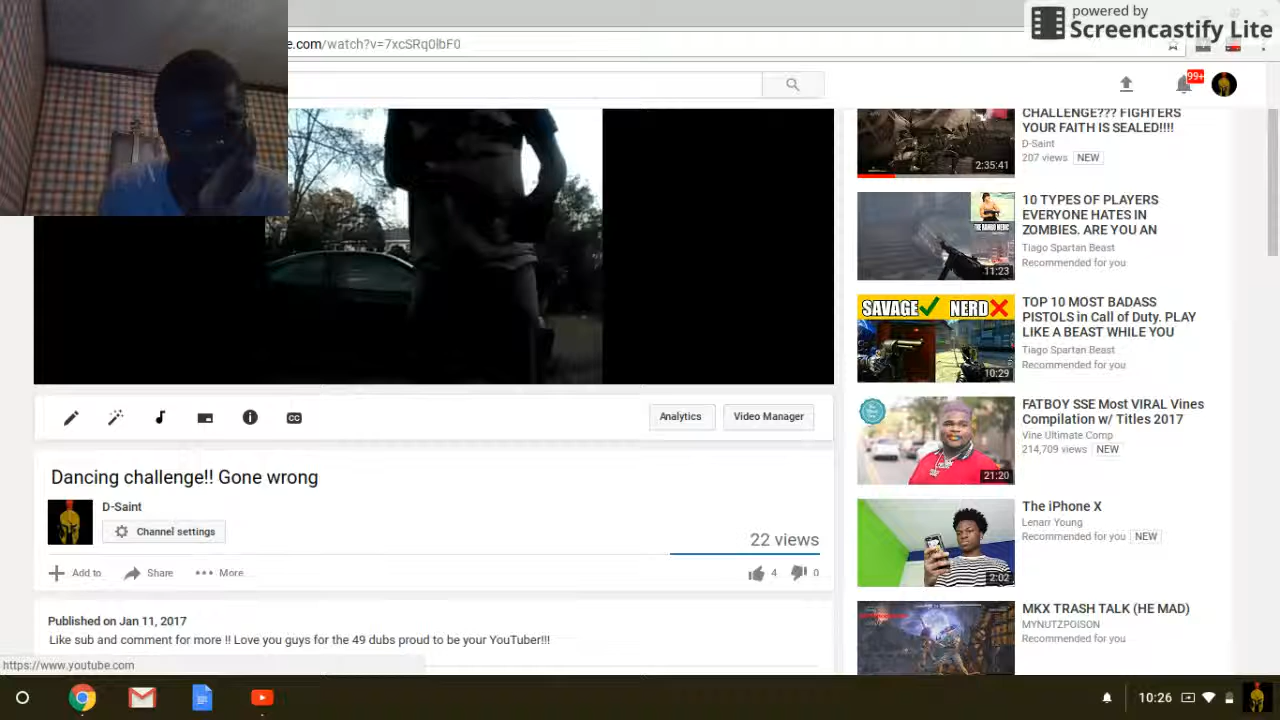 powered by
Screencastify Lite
e.com/watch?v=7xcSRq0lbF0
99+
CHALLENGE??? FIGHTERS
YOUR FAITH IS SEALED!!!!
D-Saint
207 views NEW
2:35:41
10 TYPES OF PLAYERS
EVERYONE HATES IN
ZOMBIES. ARE YOU AN
Tiago Spartan Beast
Recommended for you
THE RAMBO MEDIC
11:23
SAVAGE NERD
TOP 10 MOST BADASS
PISTOLS in Call of Duty. PLAY
LIKE A BEAST WHILE YOU
Tiago Spartan Beast
Recommended for you
10:29
CC
Analytics
Video Manager
FATBOY SSE Most VIRAL Vines
Compilation w/ Titles 2017
Vine Ultimate Comp
214,709 views NEW
21:20
Dancing challenge!! Gone wrong
D-Saint
Channel settings
22 views
Add to
Share
More
4
0
The iPhone X
Lenarr Young
Recommended for you NEW
2:02
Published on Jan 11, 2017
Like sub and comment for more !! Love you guys for the 49 dubs proud to be your YouTuber!!!
MKX TRASH TALK (HE MAD)
MYNUTZPOISON
Recommended for you
https://www.youtube.com
10:26